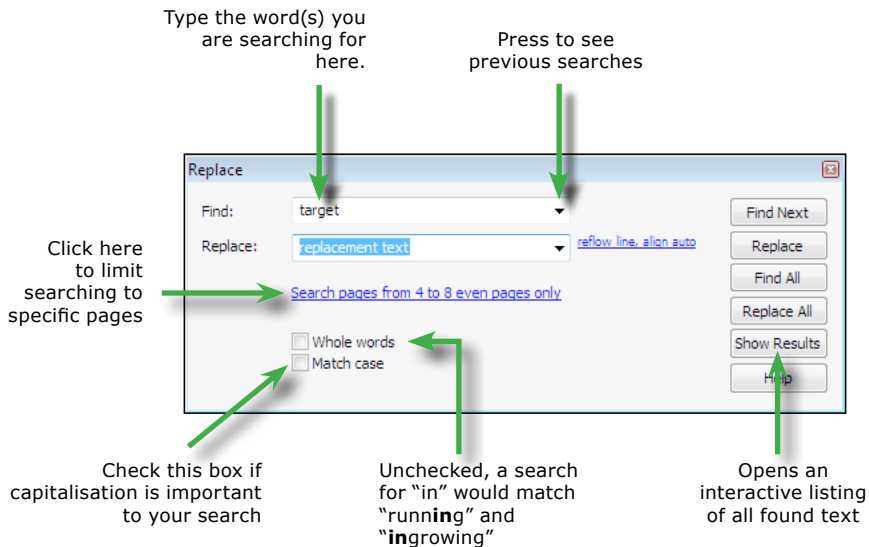 Type the word(s) you
are searching for
here.
Press to see
previous searches
Replace
Find:
target
Find Next
Replace:
replacement text
reflow line, align auto
Replace
Click here
to limit
searching to
specific pages
Search pages from 4 to 8 even pages only
Find All
Replace All
Whole words
Show Results
Match case
Help
Check this box if
capitalisation is important
to your search
Unchecked, a search
for “in” would match
“running” and
“ingrowing”
Opens an
interactive listing
of all found text